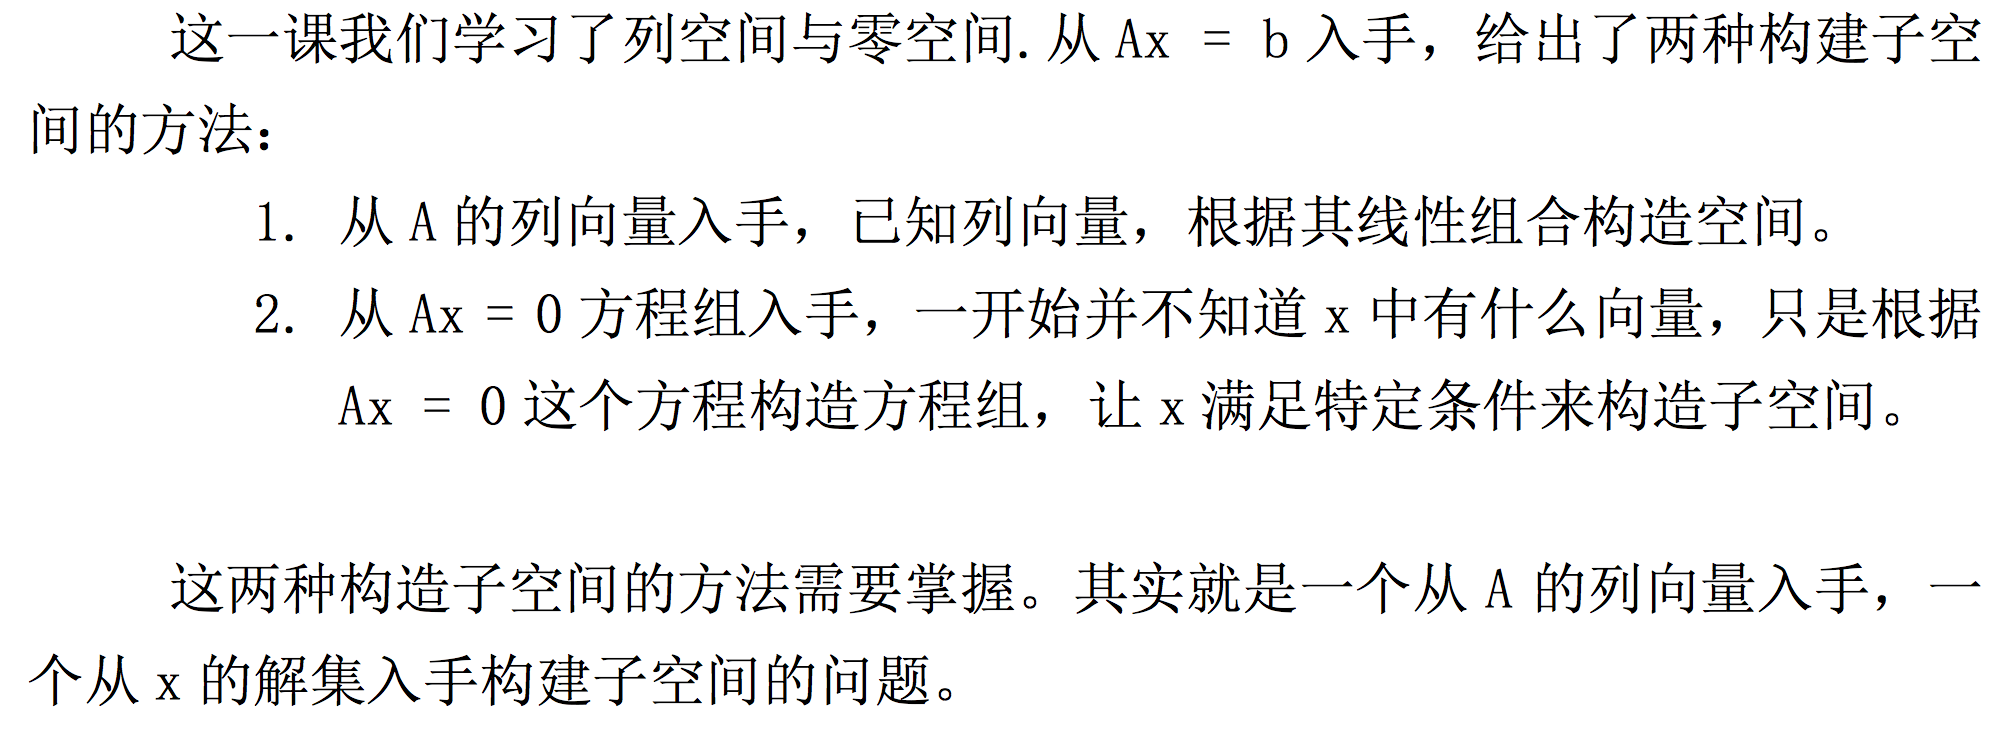 这一课我们学习了列空间与零空间.从 Ax = b 入手，给出了两种构建子空
间的方法：
1. 从 A 的列向量入手，已知列向量，根据其线性组合构造空间。
2. 从 Ax = 0 方程组入手，一开始并不知道 x 中有什么向量，只是根据
Ax = 0 这个方程构造方程组，让 x 满足特定条件来构造子空间。
这两种构造子空间的方法需要掌握。其实就是一个从 A 的列向量入手，一
个从 x 的解集入手构建子空间的问题。